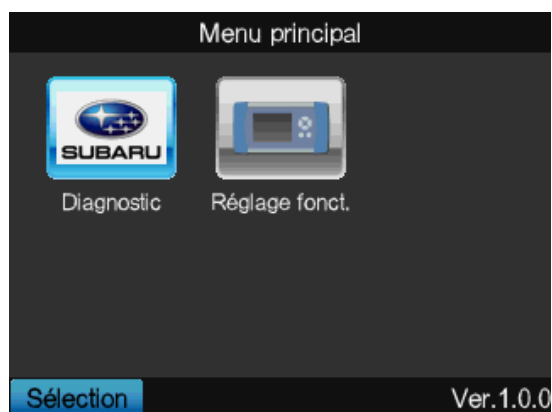 Menu principal
SUBARU
Diagnostic
Réglage fonct.
Sélection
Ver.1.0.0